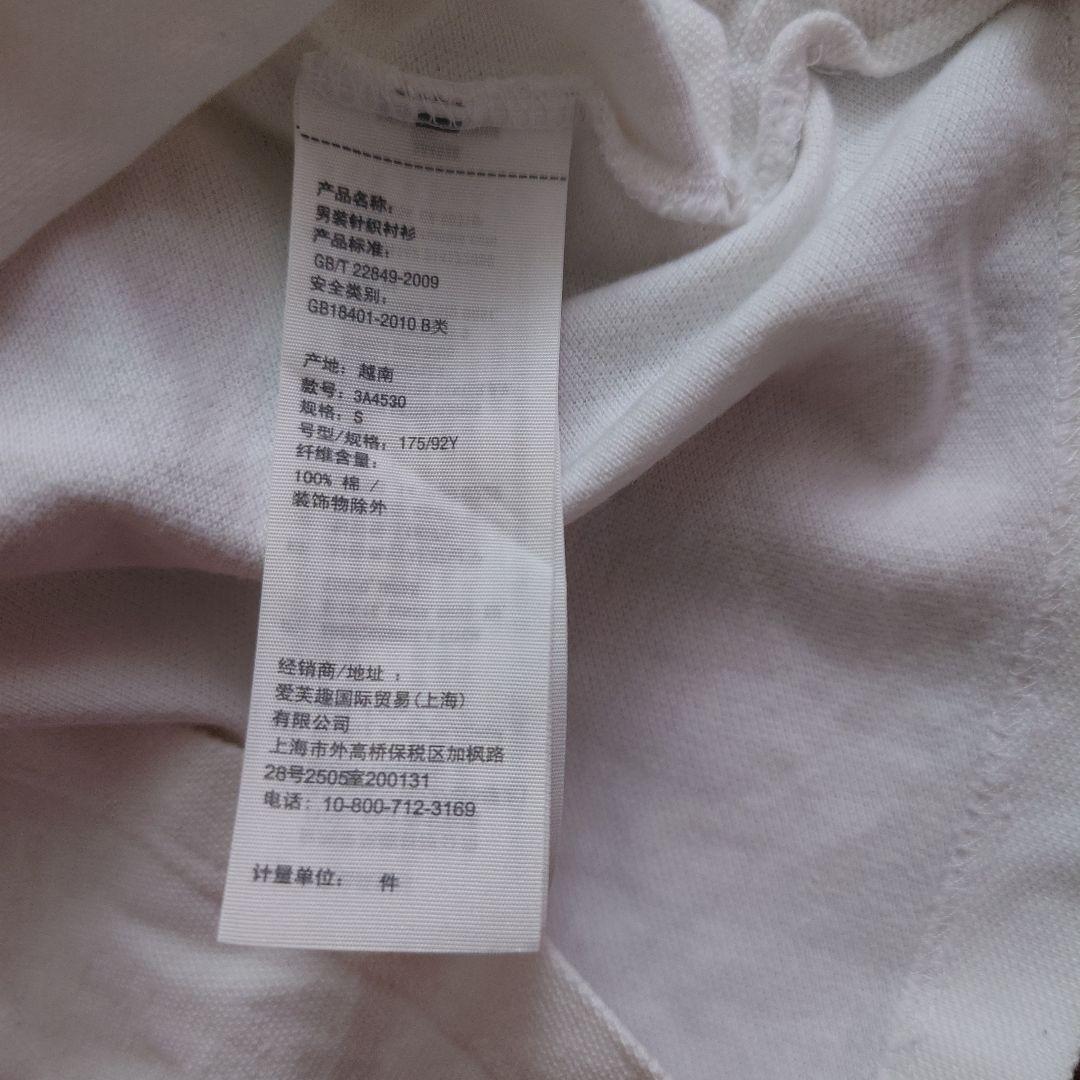 产品名称：
男装针织衬衫
产品标准：
GB/T 22849-2009
安全类别：
GB18401-2010 B类
产地：越南
款号：3A4530
规格：S
号型/规格：175/92Y
纤维含量：
100% 棉 /
装饰物除外
经销商/地址 ：
爱芙趣国际贸易(上海)
有限公司
上海市外高桥保税区加枫路
28号2505室200131
电话：10-800-712-3169
计量单位： 件